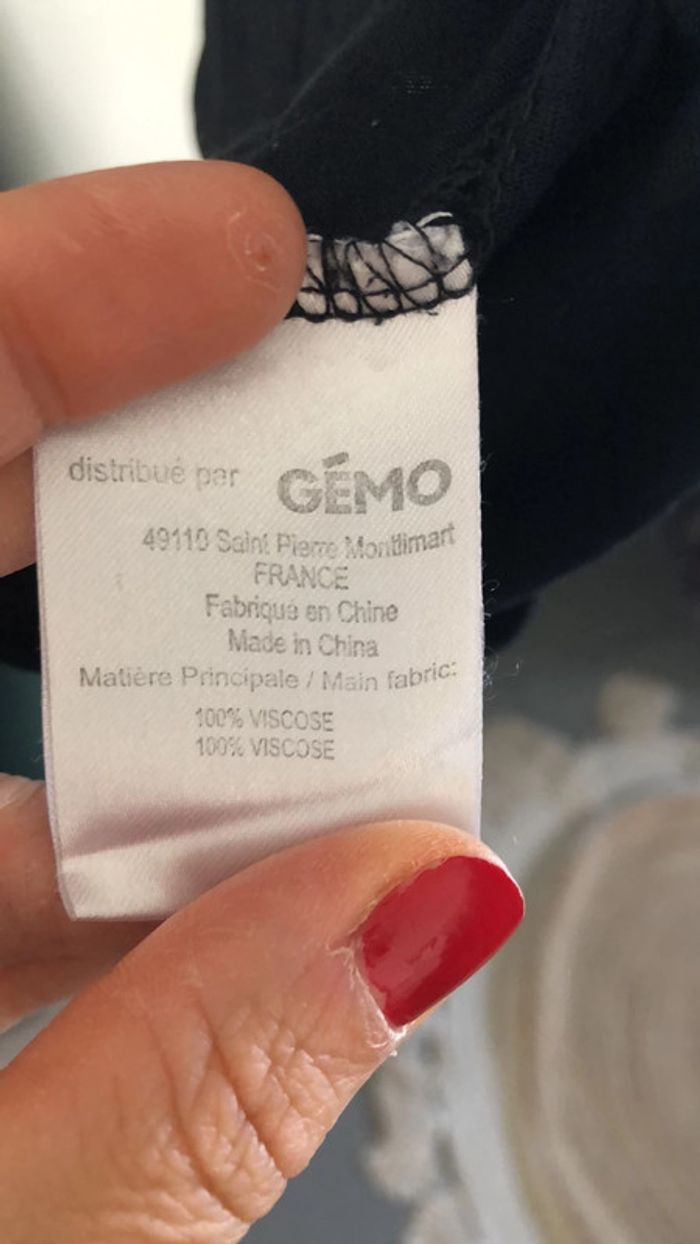 distribué par GÉMO
49110 Saint Pierre Montlimart
FRANCE
Fabriqué en Chine
Made in China
Matière Principale / Main fabric:
100% VISCOSE
100% VISCOSE